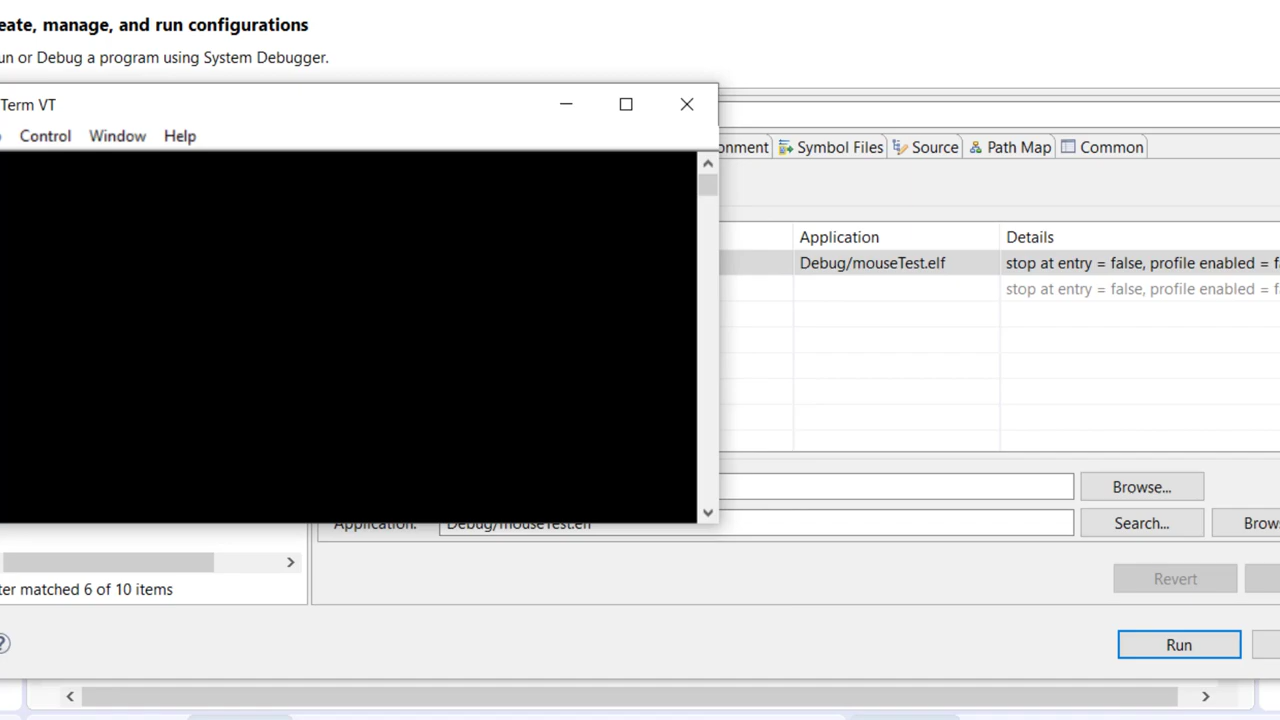 eate, manage, and run configurations
un or Debug a program using System Debugger.
Term VT
Control Window Help
onment Symbol Files Source Path Map Common
Application Details
Debug/mouseTest.elf stop at entry = false, profile enabled = f
stop at entry = false, profile enabled = f
Browse...
Application: Debug/mouseTest.elf Search... Brow
ter matched 6 of 10 items
Revert
Run